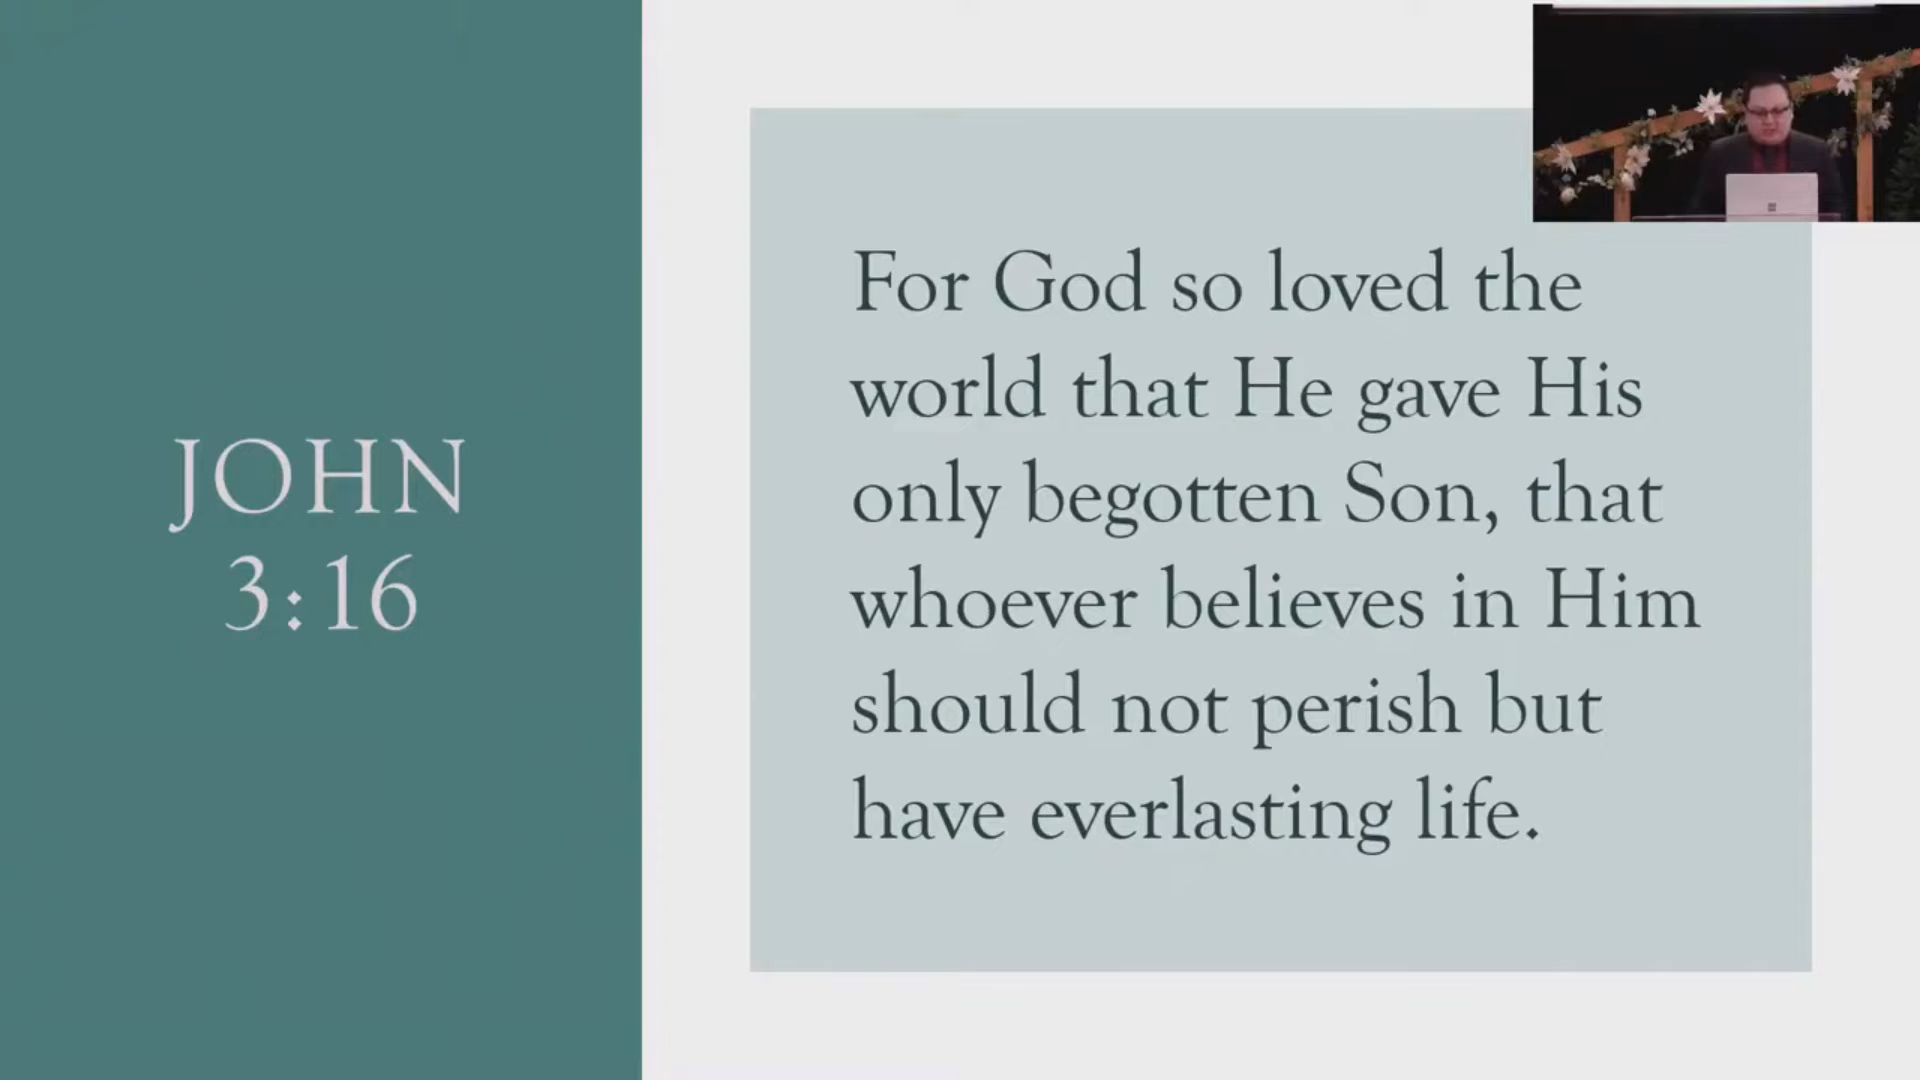 JOHN
3:16
For God so loved the
world that He gave His
only begotten Son, that
whoever believes in Him
should not perish but
have everlasting life.